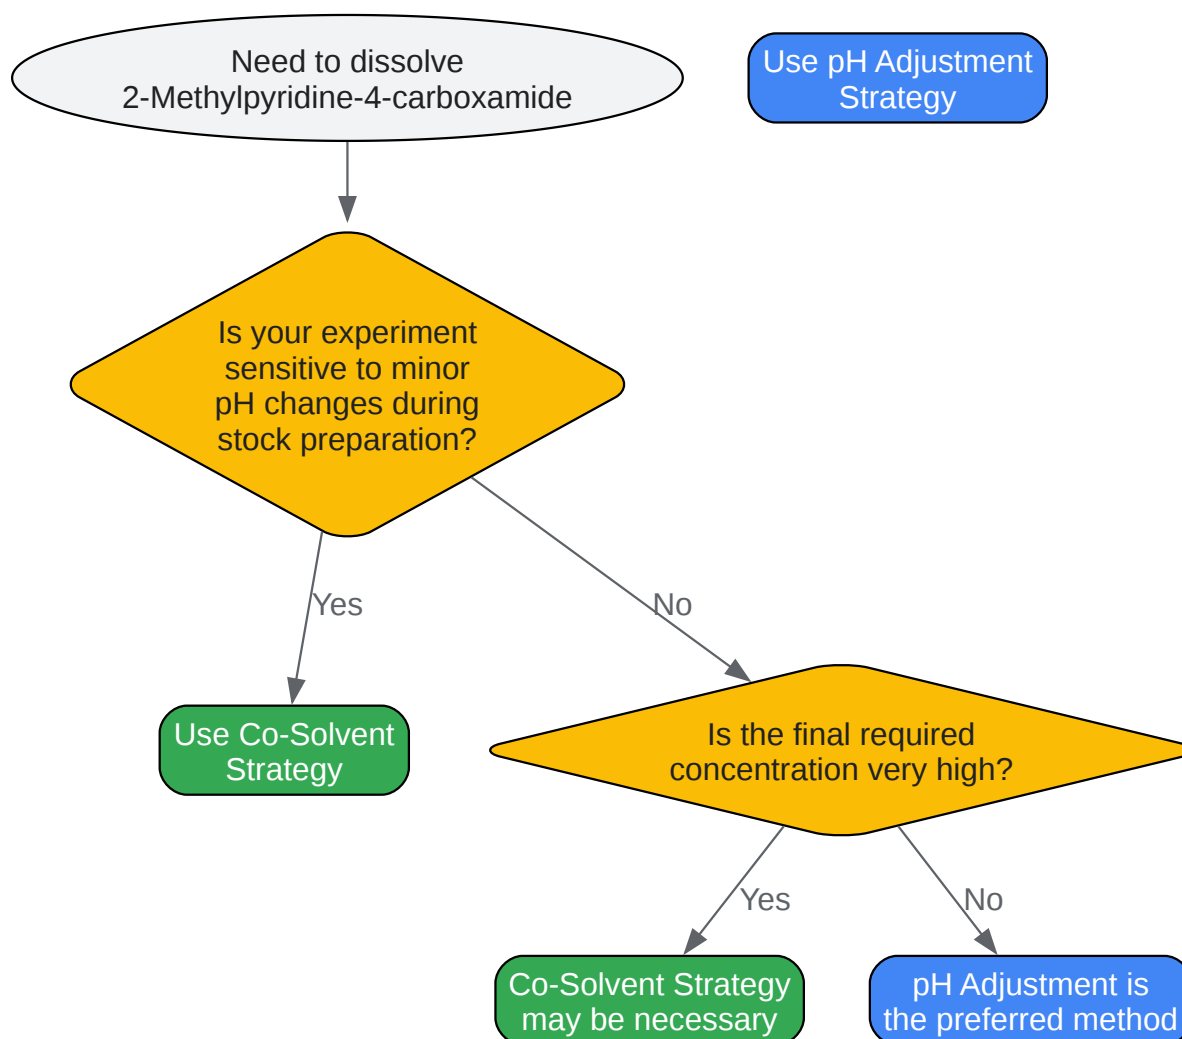 Need to dissolve
2-Methylpyridine-4-carboxamide
Use pH Adjustment
Strategy
Is your experiment
sensitive to minor
pH changes during
stock preparation?
Yes
No
Use Co-Solvent
Strategy
Is the final required
concentration very high?
Yes
No
Co-Solvent Strategy
may be necessary
pH Adjustment is
the preferred method